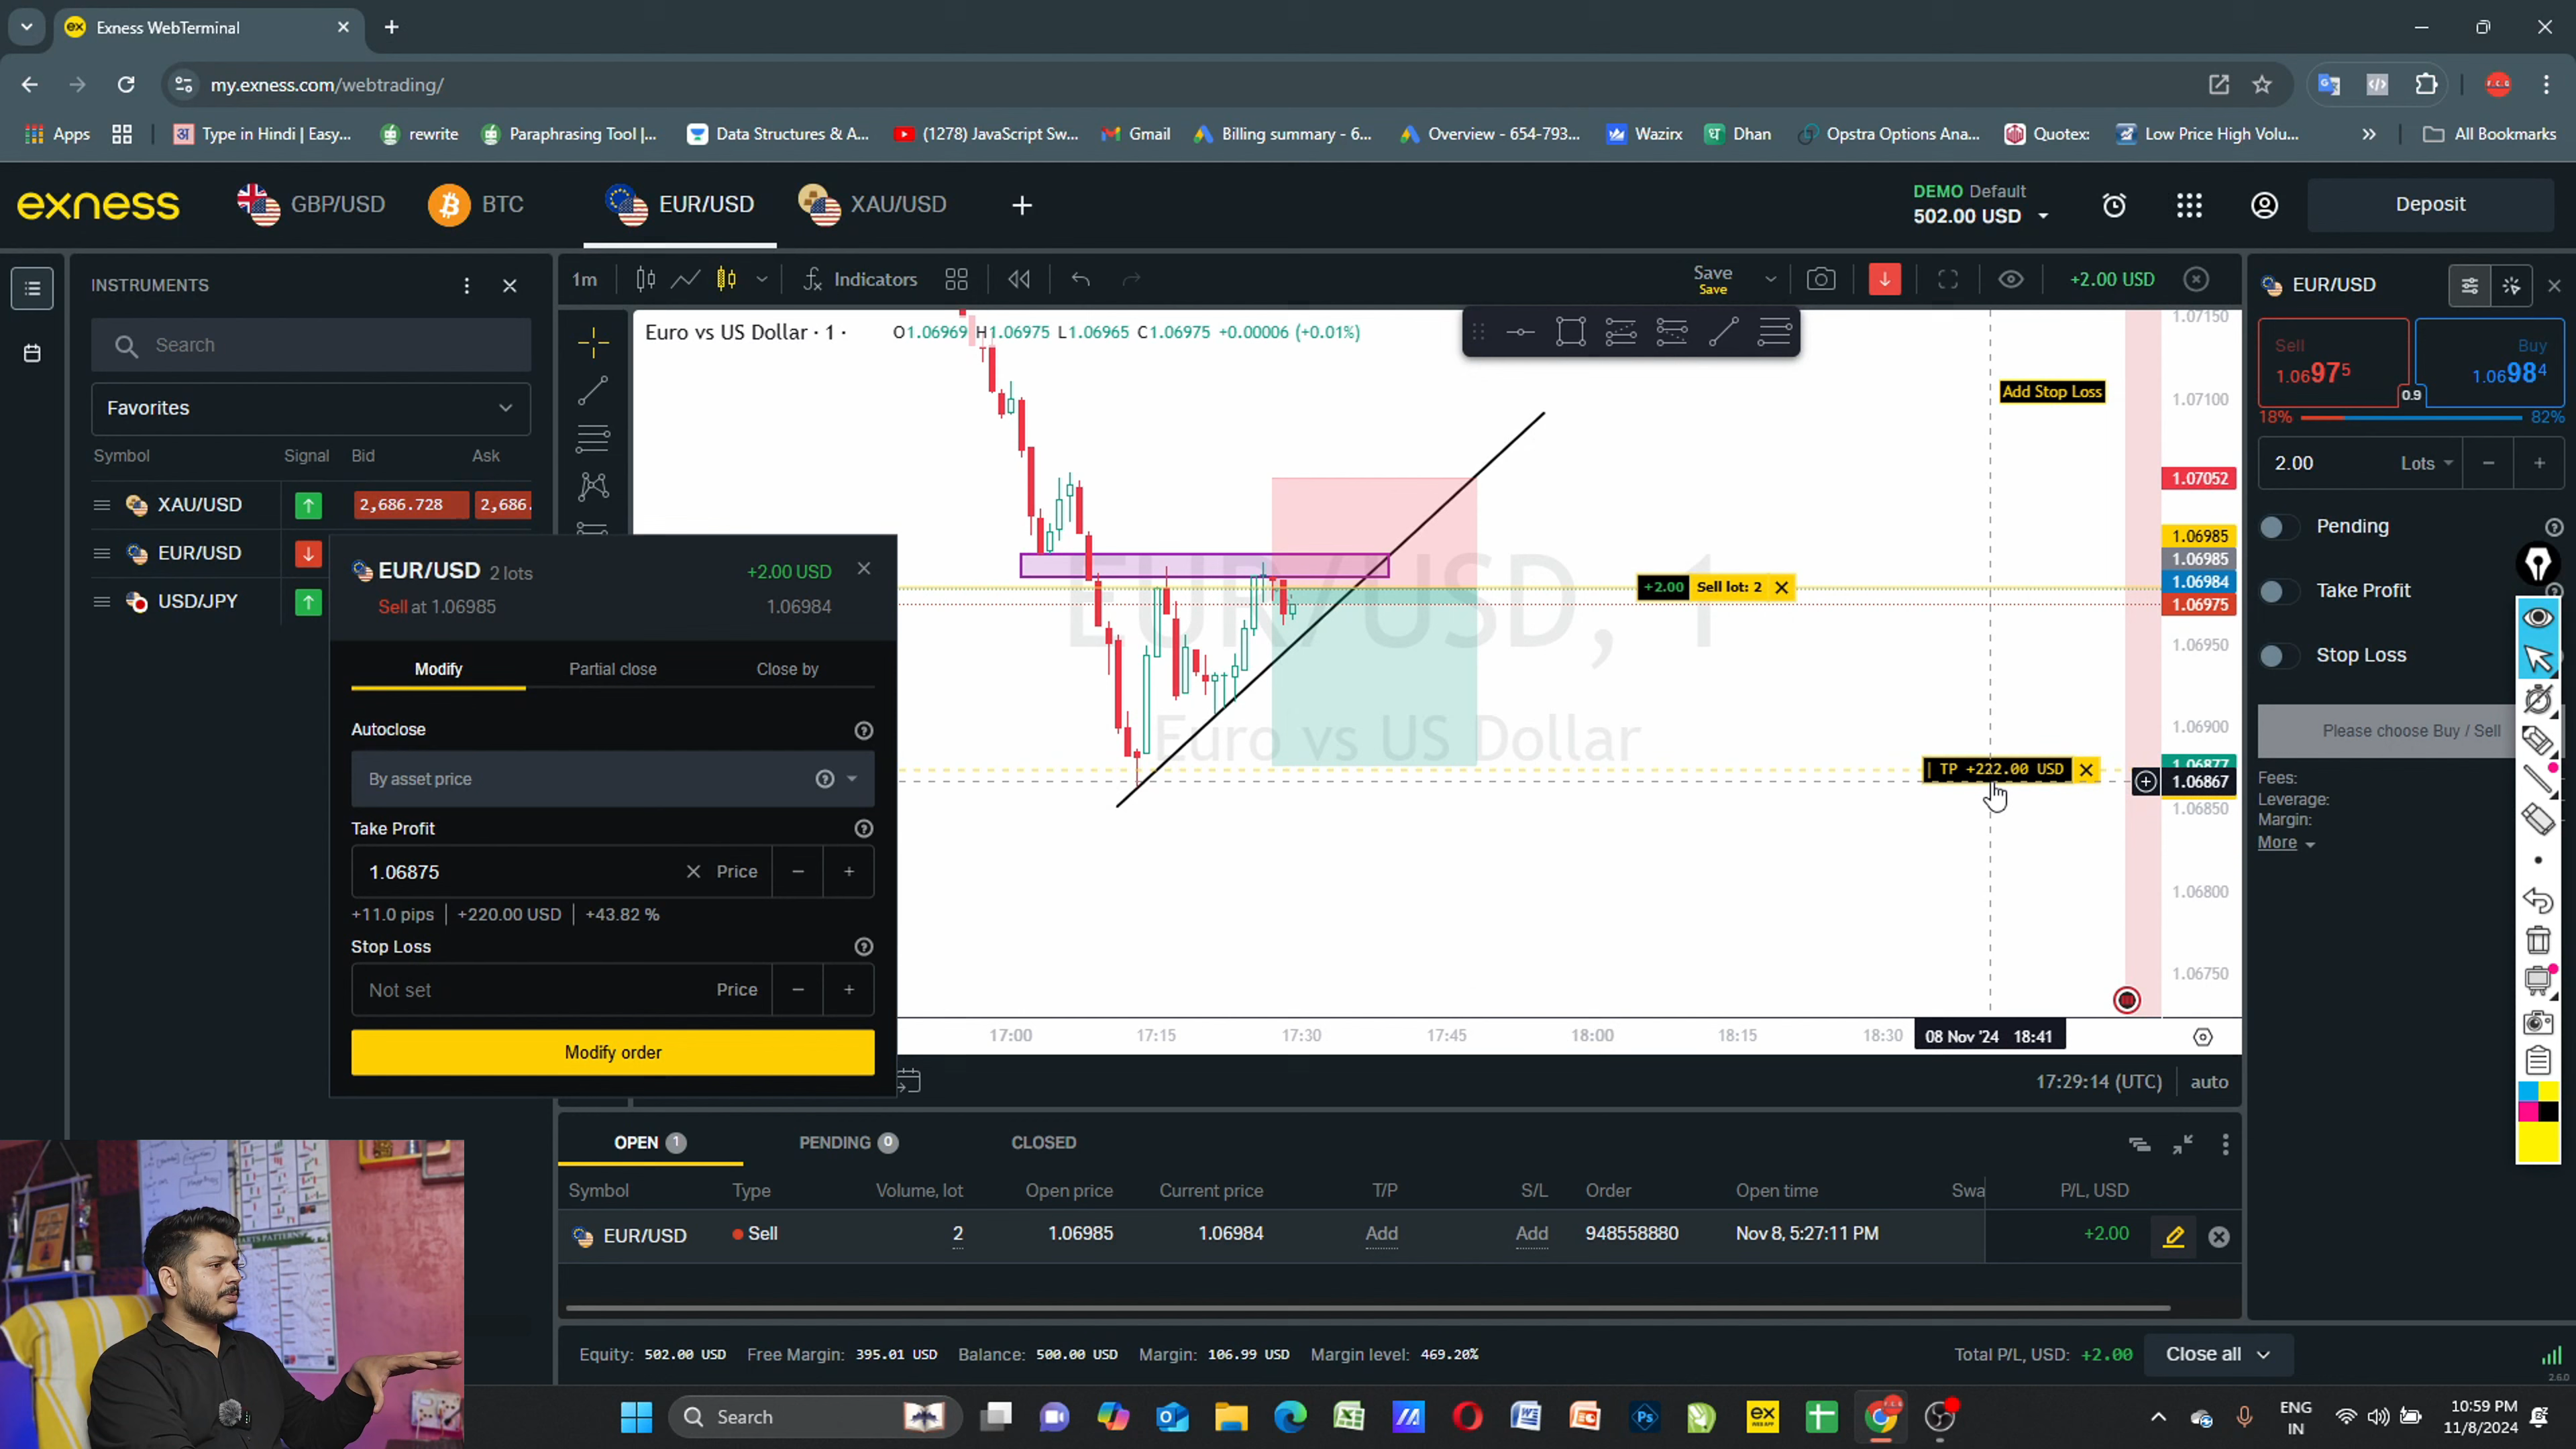 Exness WebTerminal
my.exness.com/webtrading/
Apps
Type in Hindi | Easy...
rewrite
Paraphrasing Tool |...
Data Structures & A...
(1278) JavaScript Sw...
Gmail
Billing summary - 6...
Overview - 654-793...
Wazirx
Dhan
Opstra Options Ana...
Quotex:
Low Price High Volu...
All Bookmarks
exness
GBP/USD
BTC
EUR/USD
XAU/USD
DEMO Default
502.00 USD
Deposit
INSTRUMENTS
Search
Favorites
Symbol Signal Bid Ask
XAU/USD 2,686.728 2,686.
EUR/USD
USD/JPY
1m
Indicators
Save
Save
+2.00 USD
Euro vs US Dollar · 1 · O1.06969 H1.06975 L1.06965 C1.06975 +0.00006 (+0.01%)
EUR/USD, 1
Euro vs US Dollar
Add Stop Loss
+2.00 Sell lot: 2
TP +222.00 USD
1.07150
1.07100
1.07052
1.06985
1.06985
1.06984
1.06975
1.06950
1.06900
1.06877
1.06867
1.06850
1.06800
1.06750
17:00 17:15 17:30 17:45 18:00 18:15 18:30 08 Nov '24 18:41
17:29:14 (UTC) auto
EUR/USD 2 lots +2.00 USD
Sell at 1.06985 1.06984
Modify Partial close Close by
Autoclose
By asset price
Take Profit
1.06875 Price
+11.0 pips +220.00 USD +43.82 %
Stop Loss
Not set Price
Modify order
EUR/USD
Sell
1.06975
Buy
1.06984
0.9
18% 82%
2.00 Lots
Pending
Take Profit
Stop Loss
Please choose Buy / Sell
Fees:
Leverage:
Margin:
More
OPEN 1 PENDING 0 CLOSED
Symbol Type Volume, lot Open price Current price T/P S/L Order Open time Swa P/L, USD
EUR/USD Sell 2 1.06985 1.06984 Add Add 948558880 Nov 8, 5:27:11 PM +2.00
Equity: 502.00 USD Free Margin: 395.01 USD Balance: 500.00 USD Margin: 106.99 USD Margin level: 469.20%
Total P/L, USD: +2.00
Close all
2.6.0
Search
ENG
IN
10:59 PM
11/8/2024